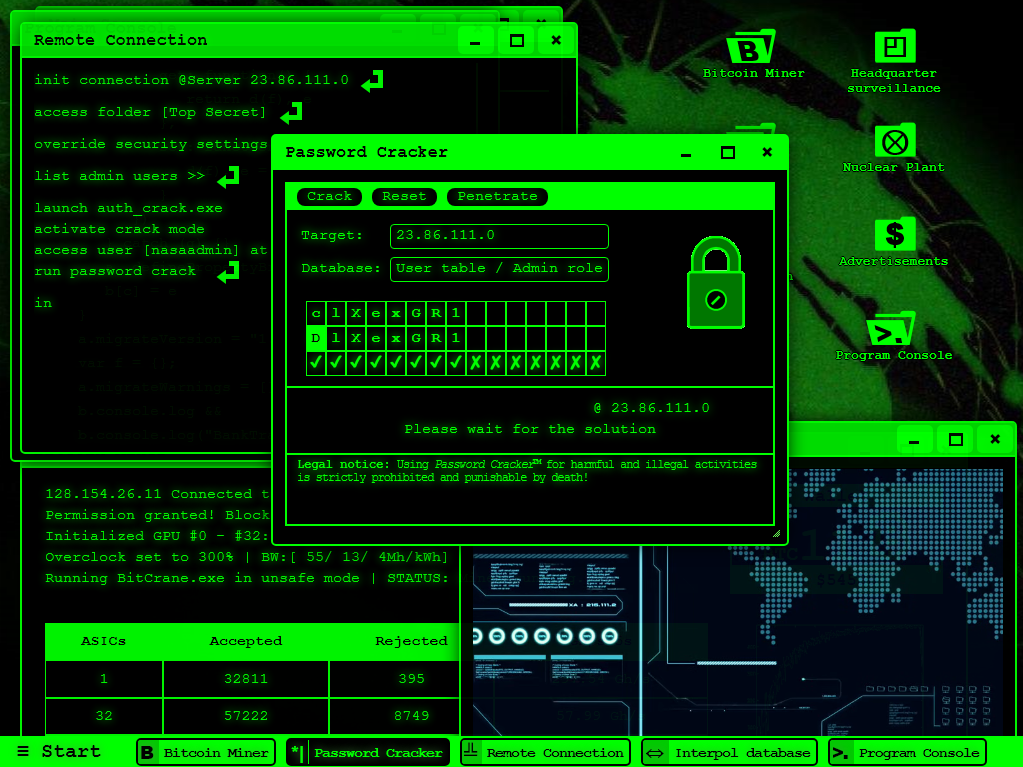 Remote Connection
init connection @Server 23.86.111.0
access folder [Top Secret]
override security settings
list admin users >>
launch auth_crack.exe
activate crack mode
access user [nasaadmin] at
run password crack
in
Bitcoin Miner
Headquarter
surveillance
Nuclear Plant
$
Advertisements
>.
Program Console
Password Cracker
Crack Reset Penetrate
Target: 23.86.111.0
Database: User table / Admin role
c l X e x G R 1
D l X e x G R 1
✓ ✓ ✓ ✓ ✓ ✓ ✓ ✓ ✗ ✗ ✗ ✗ ✗ ✗ ✗
@ 23.86.111.0
Please wait for the solution
Legal notice: Using Password Cracker™ for harmful and illegal activities
is strictly prohibited and punishable by death!
128.154.26.11 Connected t
Permission granted! Block
Initialized GPU #0 - #32:
Overclock set to 300% | BW:[ 55/ 13/ 4Mh/kWh]
Running BitCrane.exe in unsafe mode | STATUS:
ASICs Accepted Rejected
1 32811 395
32 57222 8749
≡ Start
B Bitcoin Miner
*| Password Cracker
Remote Connection
Interpol database
>. Program Console